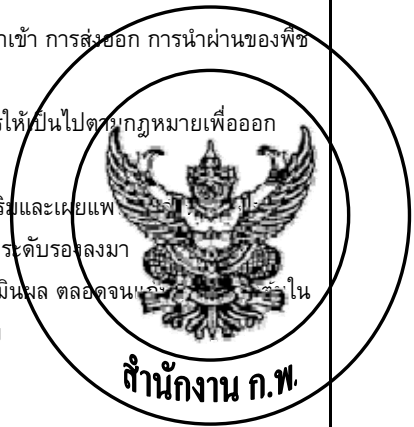 าเข้า การส่งออก การนำผ่านของพืช
รให้เป็นไปตามกฎหมายเพื่อออก
ริมและเผยแพ
ระดับรองลงมา
มินผล ตลอดจน
สำนักงาน ก.พ.